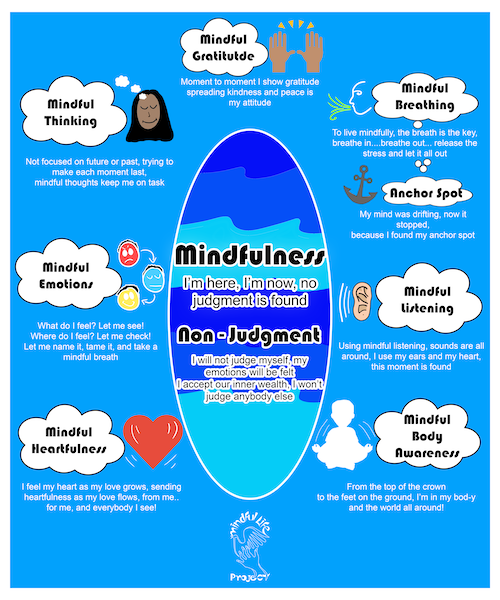 Mindful
Gratitutde
Moment to moment I show gratitude
spreading kindness and peace is
my attitude
Mindful
Thinking
Not focused on future or past, trying to
make each moment last,
mindful thoughts keep me on task
Mindful
Breathing
To live mindfully, the breath is the key,
breathe in....breathe out... release the
stress and let it all out
Anchor Spot
My mind was drifting, now it
stopped,
because I found my anchor spot
Mindfulness
I'm here, I'm now, no
judgment is found
Non - Judgment
I will not judge myself, my
emotions will be felt
I accept our inner wealth, I won't
judge anybody else
Mindful
Emotions
What do I feel? Let me see!
Where do I feel? Let me check!
Let me name it, tame it, and take a
mindful breath
Mindful
Listening
Using mindful listening, sounds are all
around, I use my ears and my heart,
this moment is found
Mindful
Heartfulness
I feel my heart as my love grows, sending
heartfulness as my love flows, from me..
for me, and everybody I see!
Mindful
Body
Awareness
From the top of the crown
to the feet on the ground, I'm in my bod-y
and the world all around!
Mindful Life
Project